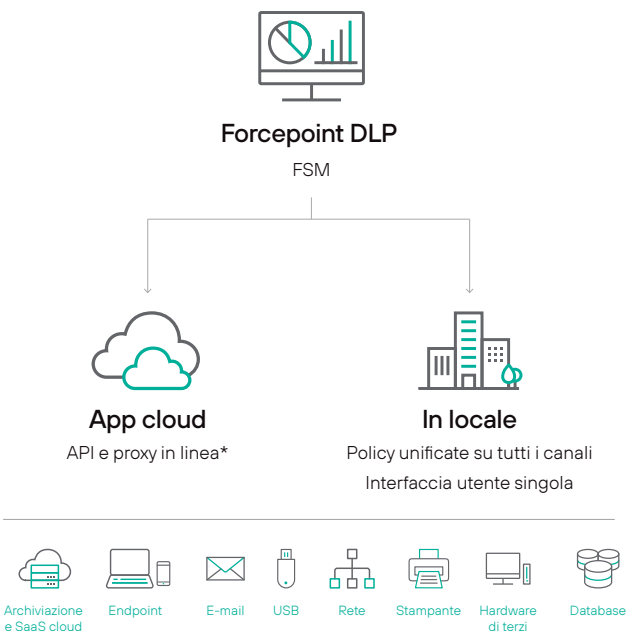 Forcepoint DLP
FSM
App cloud
API e proxy in linea*
In locale
Policy unificate su tutti i canali
Interfaccia utente singola
Archiviazione
e SaaS cloud
Endpoint
E-mail
USB
Rete
Stampante
Hardware
di terzi
Database